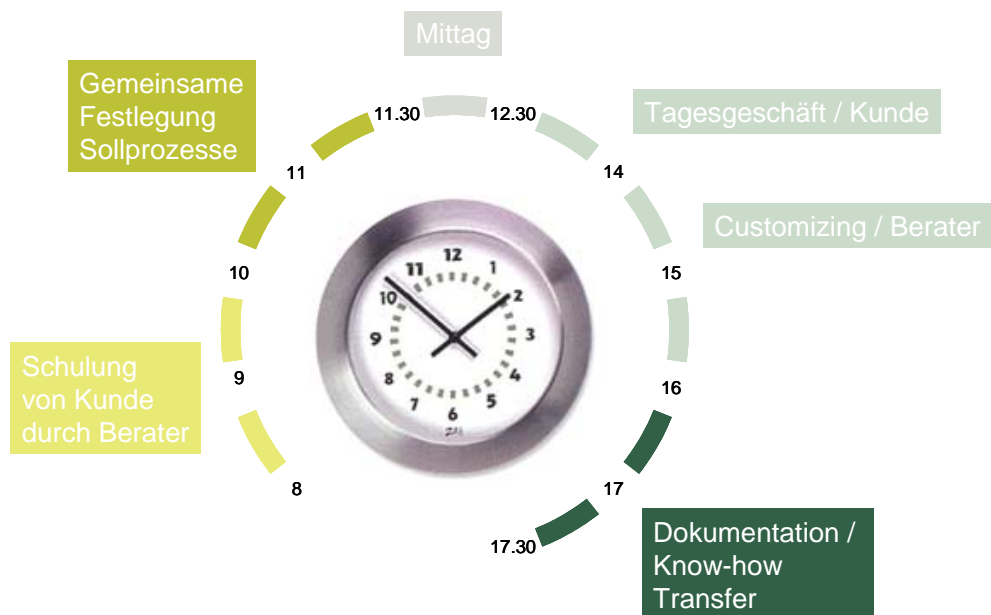 Mittag
Gemeinsame
Festlegung
Sollprozesse
11.30
12.30
Tagesgeschäft / Kunde
11
14
Customizing / Berater
10
15
9
16
Schulung
von Kunde
durch Berater
8
17
17.30
Dokumentation /
Know-how
Transfer
12
1
2
3
4
5
6
7
8
9
10
11